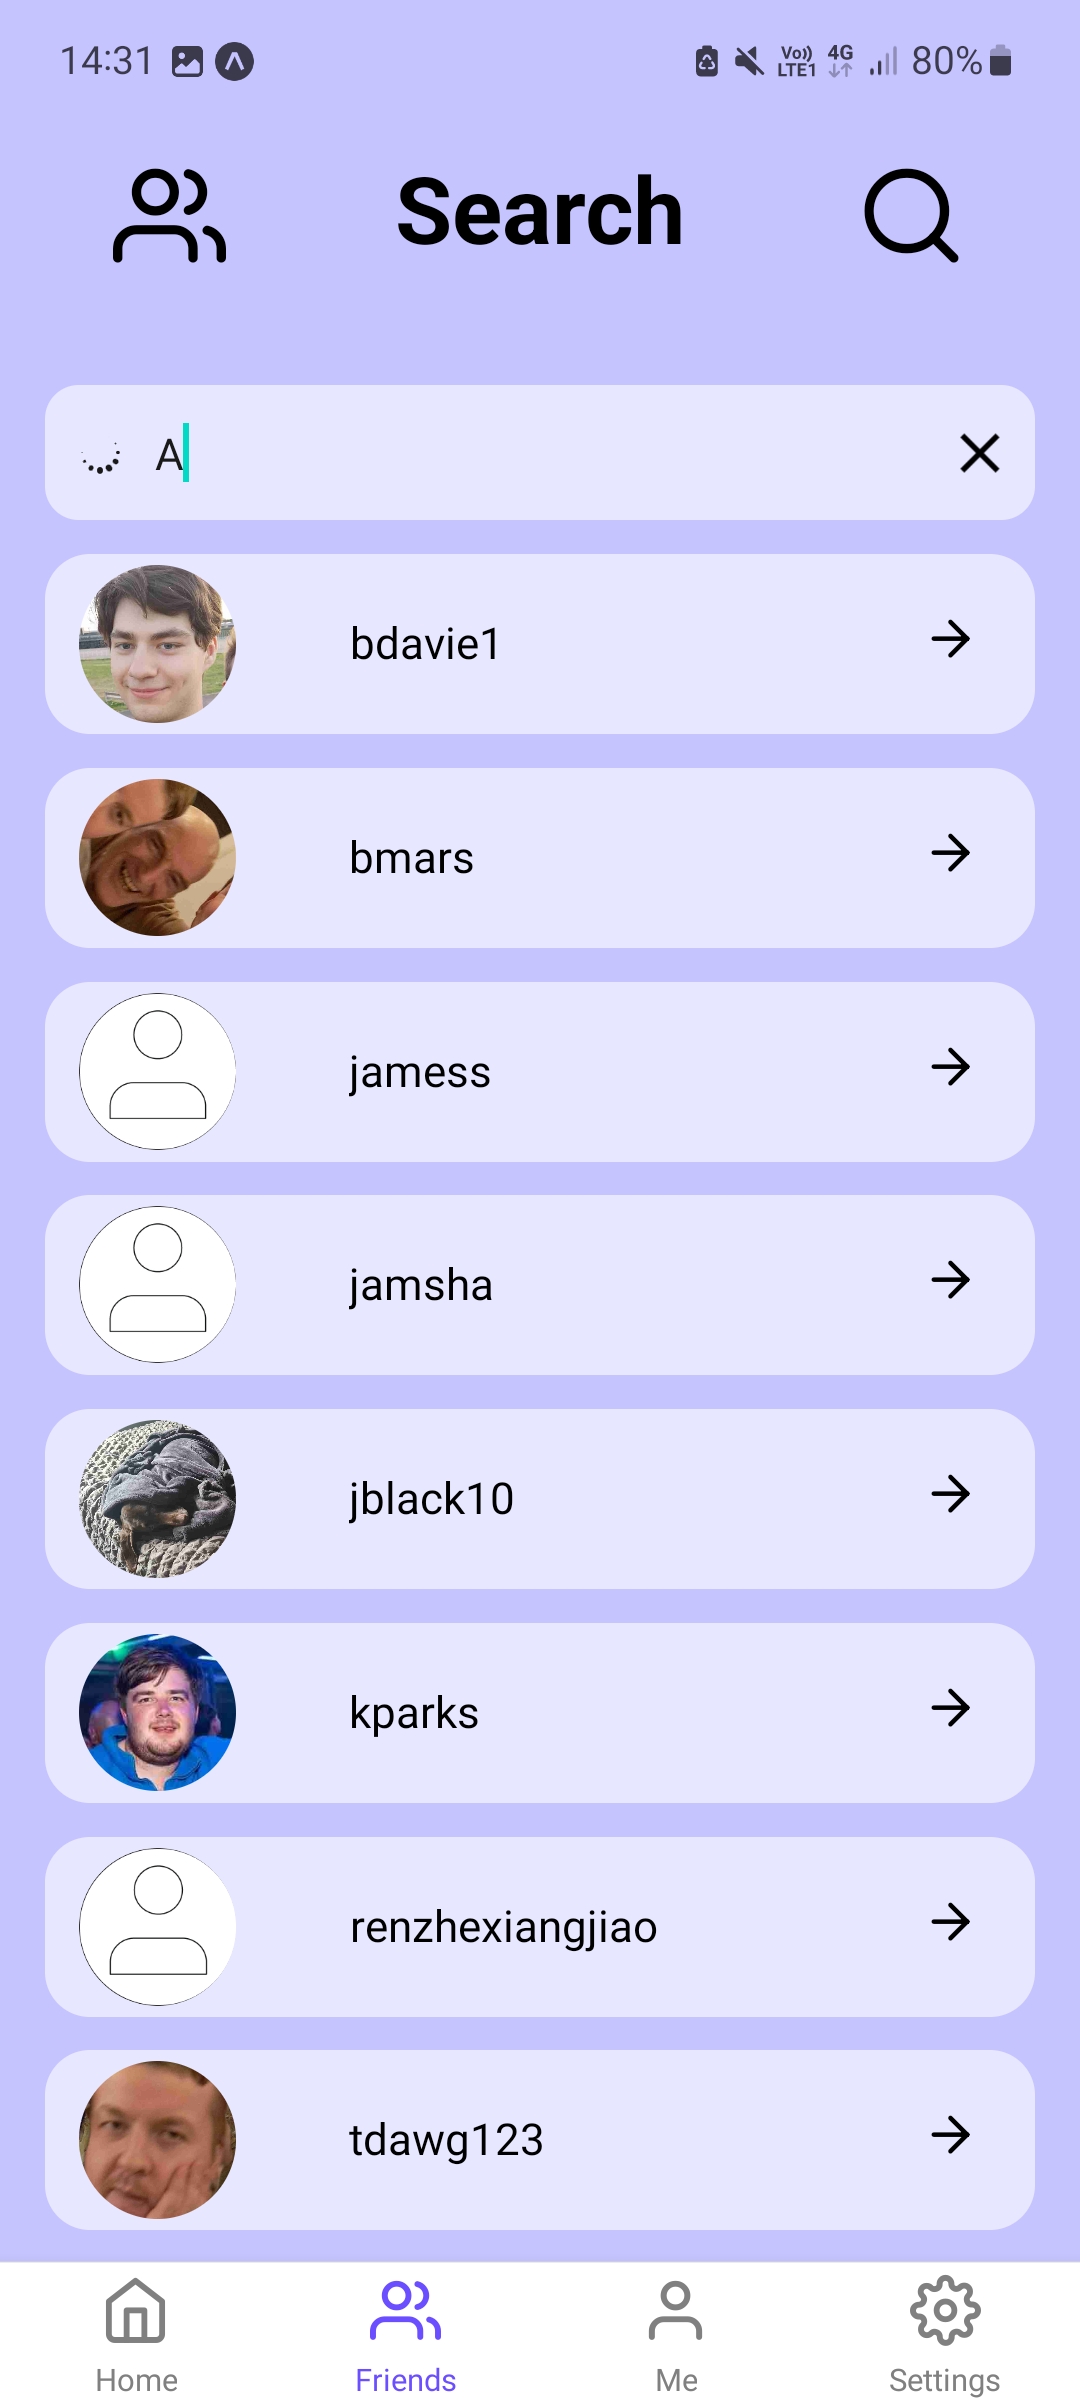 14:31 Vo)) LTE1 4G 80%
Search
A
bdavie1
bmars
jamess
jamsha
jblack10
kparks
renzhexiangjiao
tdawg123
Home Friends Me Settings